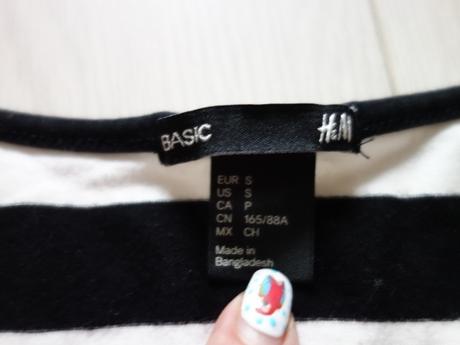 BASIC H&M
EUR S
US S
CA P
CN 165/88A
MX CH
Made in
Bangladesh